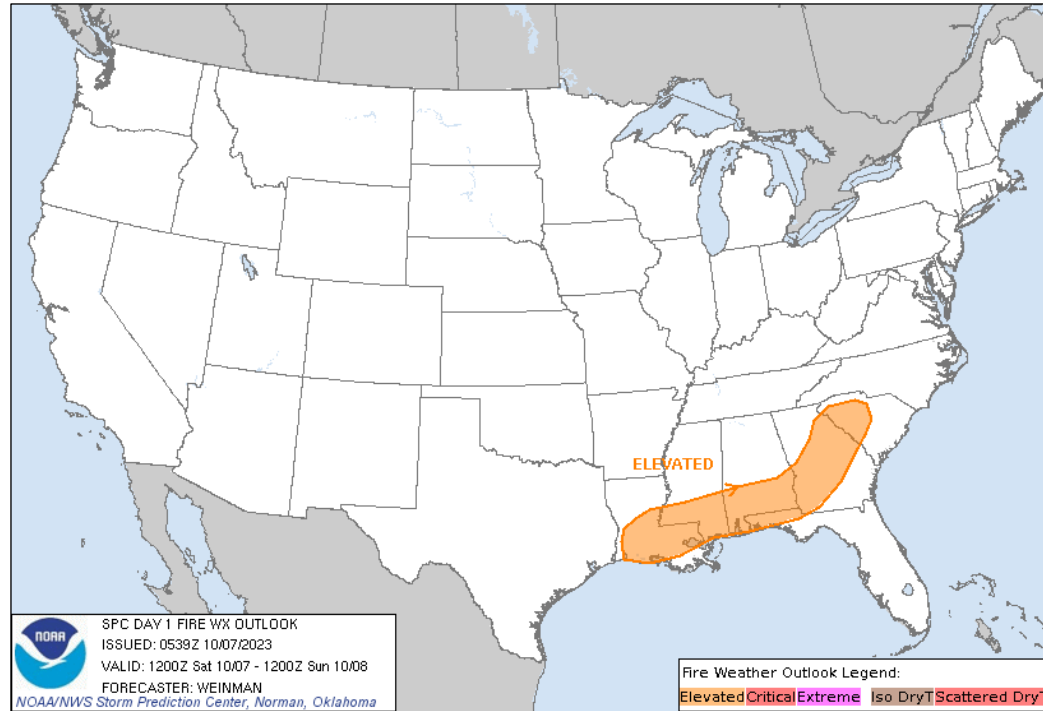 ELEVATED
NOAA
SPC DAY 1 FIRE WX OUTLOOK
ISSUED: 0539Z 10/07/2023
VALID: 1200Z Sat 10/07 - 1200Z Sun 10/08
FORECASTER: WEINMAN
NOAA/NWS Storm Prediction Center, Norman, Oklahoma
Fire Weather Outlook Legend:
Elevated Critical Extreme Iso DryT Scattered DryT